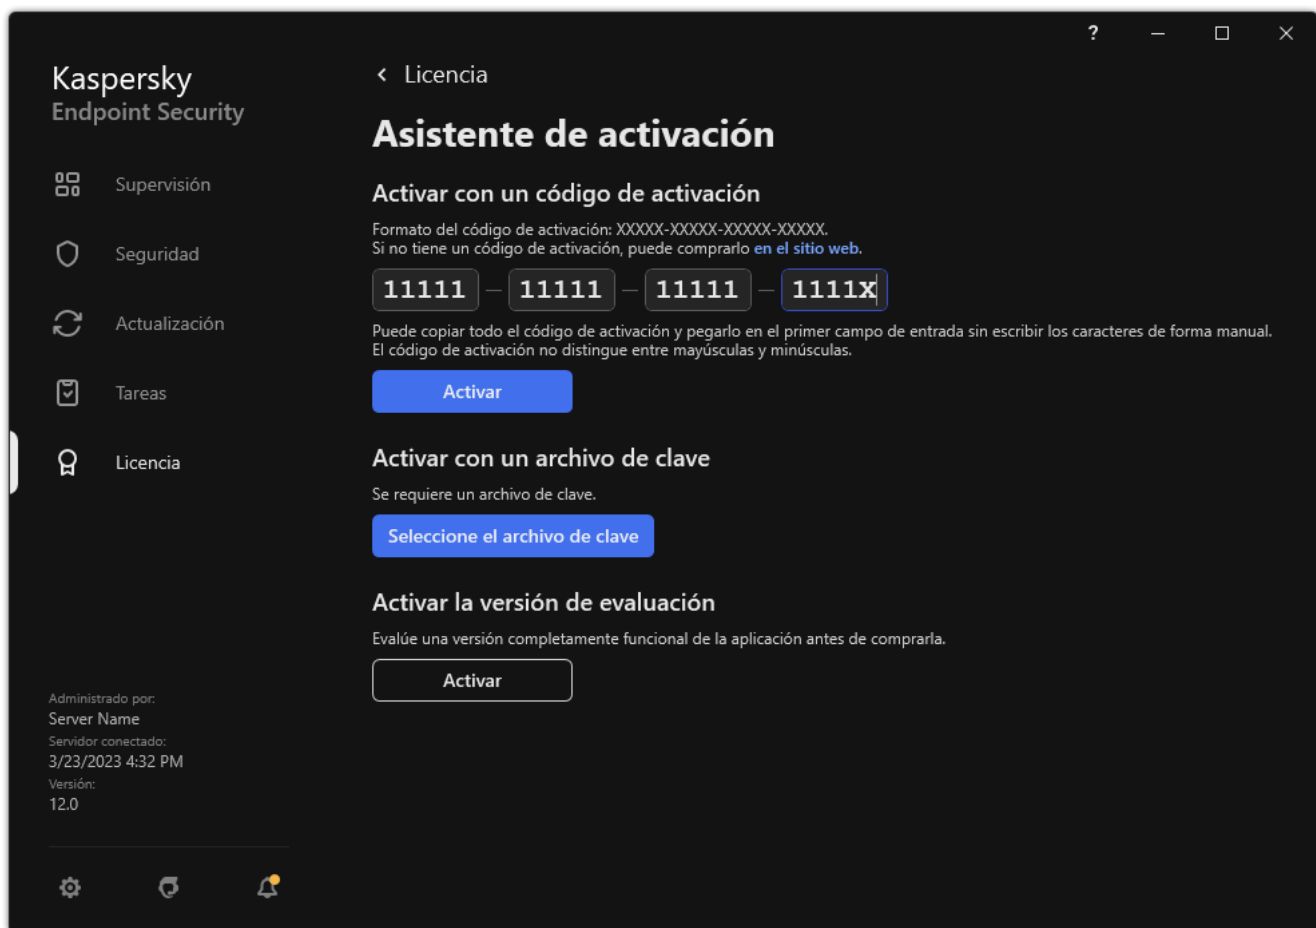 ?
Kaspersky
Endpoint Security
Supervisión
Seguridad
Actualización
Tareas
Licencia
Administrado por:
Server Name
Servidor conectado:
3/23/2023 4:32 PM
Versión:
12.0
Licencia
Asistente de activación
Activar con un código de activación
Formato del código de activación: XXXXX-XXXXX-XXXXX-XXXXX.
Si no tiene un código de activación, puede comprarlo en el sitio web.
11111 — 11111 — 11111 — 1111X
Puede copiar todo el código de activación y pegarlo en el primer campo de entrada sin escribir los caracteres de forma manual.
El código de activación no distingue entre mayúsculas y minúsculas.
Activar
Activar con un archivo de clave
Se requiere un archivo de clave.
Seleccione el archivo de clave
Activar la versión de evaluación
Evalúe una versión completamente funcional de la aplicación antes de comprarla.
Activar